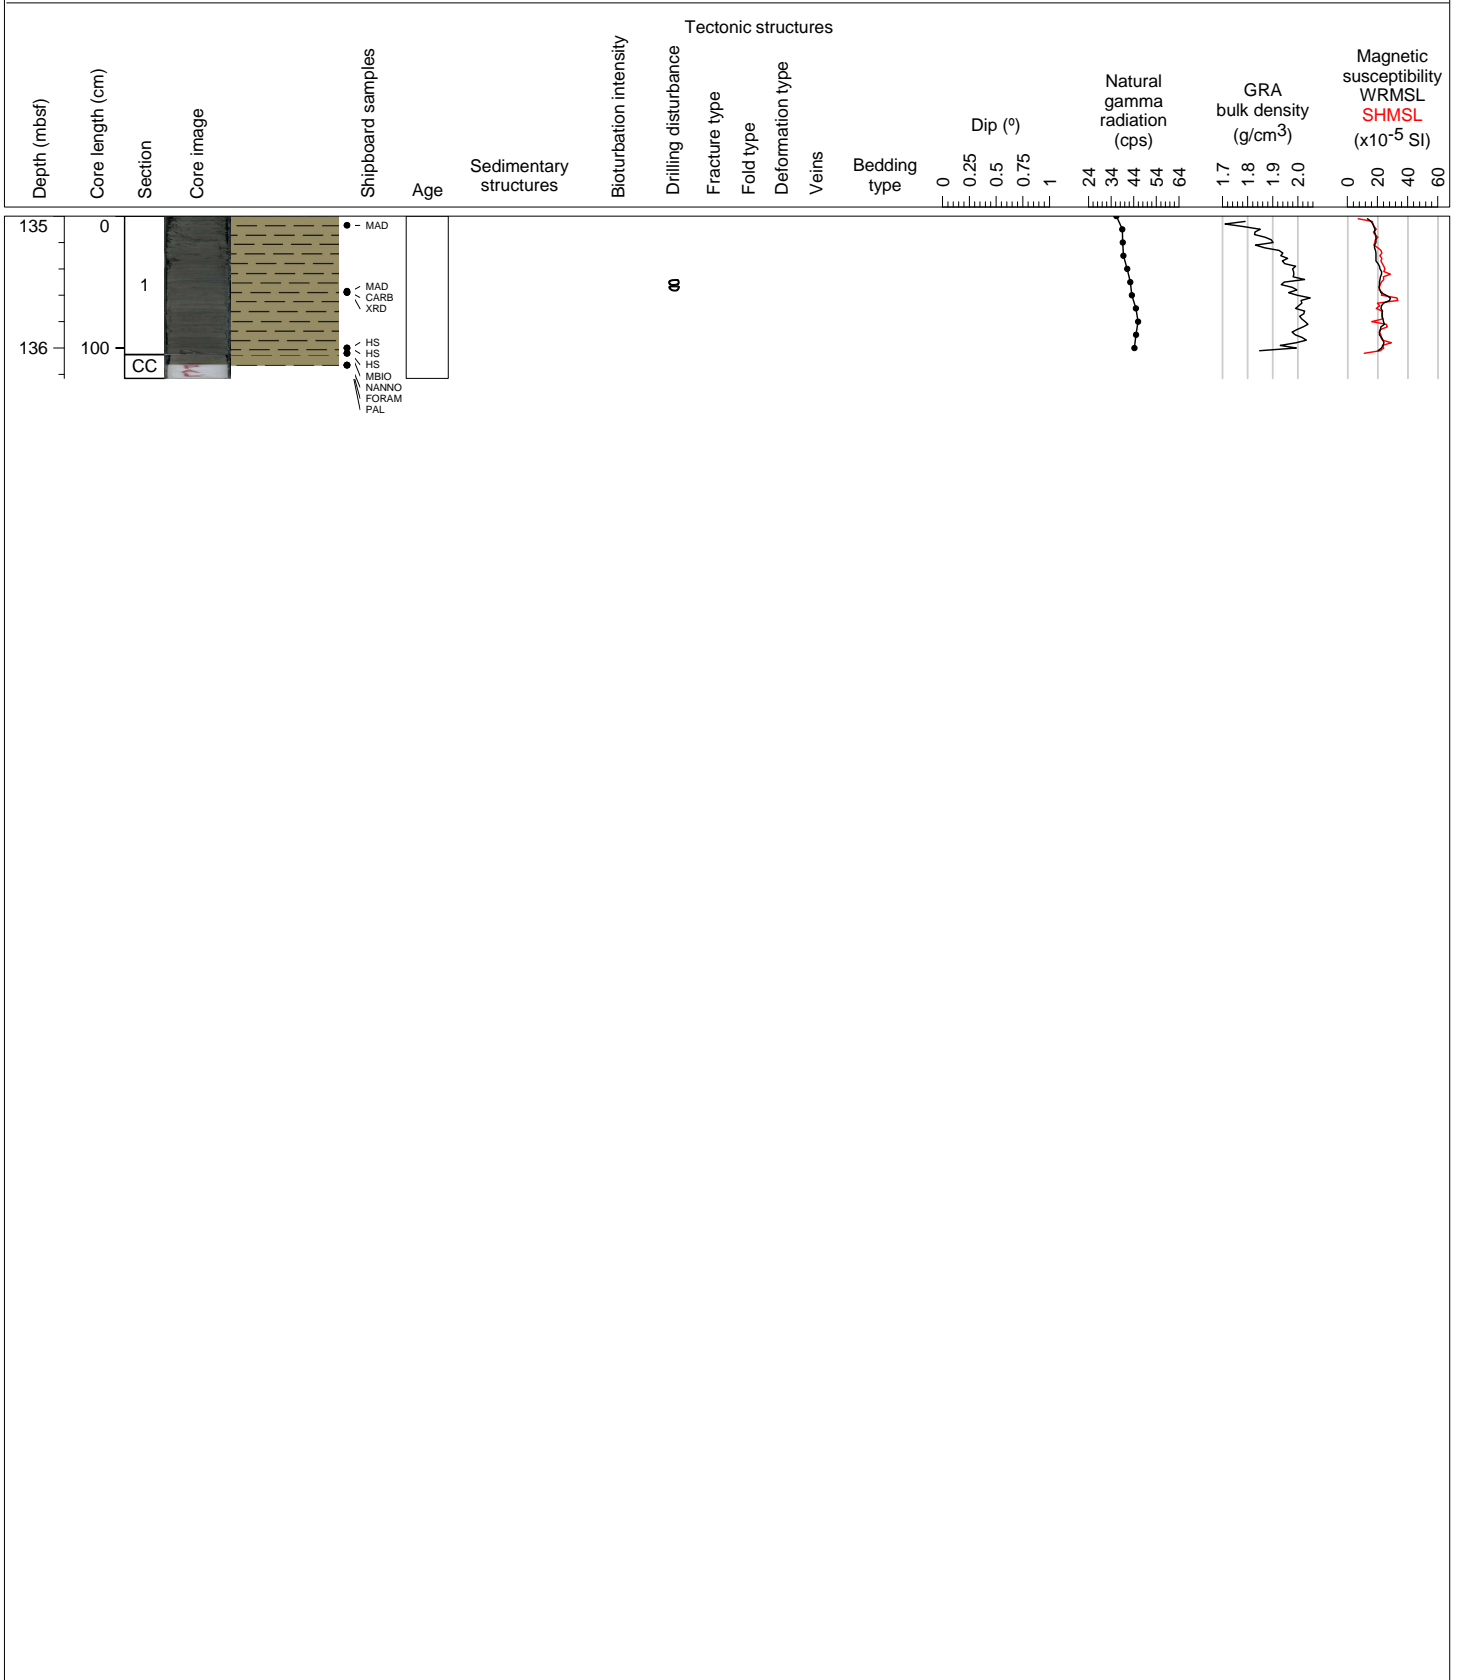 Tectonic structures
Depth (mbsf)
Core length (cm)
Section
Core image
Shipboard samples
Age
Sedimentary
structures
Bioturbation intensity
Drilling disturbance
Fracture type
Fold type
Deformation type
Veins
Bedding
type
Dip (º)
0
0.25
0.5
0.75
1
Natural
gamma
radiation
(cps)
24
34
44
54
64
GRA
bulk density
(g/cm3)
1.7
1.8
1.9
2.0
Magnetic
susceptibility
WRMSL
SHMSL
(x10-5 SI)
0
20
40
60
135
0
1
MAD
MAD
CARB
XRD
136
100
CC
HS
HS
HS
MBIO
NANNO
FORAM
PAL